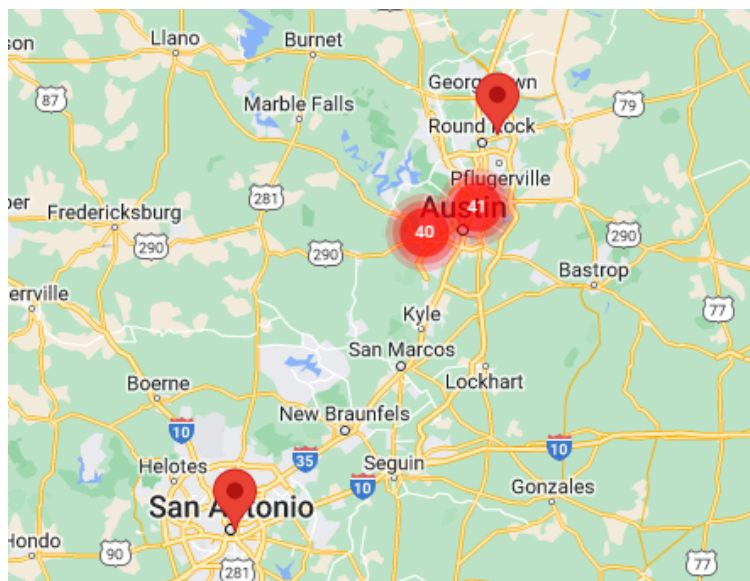 Llano
Burnet
son
Georgetown
87
Marble Falls
79
Round Rock
Pflugerville
281
41
per
Fredericksburg
Austin
40
290
290
290
Bastrop
errville
77
Kyle
San Marcos
Lockhart
Boerne
New Braunfels
10
35
10
Helotes
Seguin
10
San Antonio
Gonzales
Hondo
90
281
77